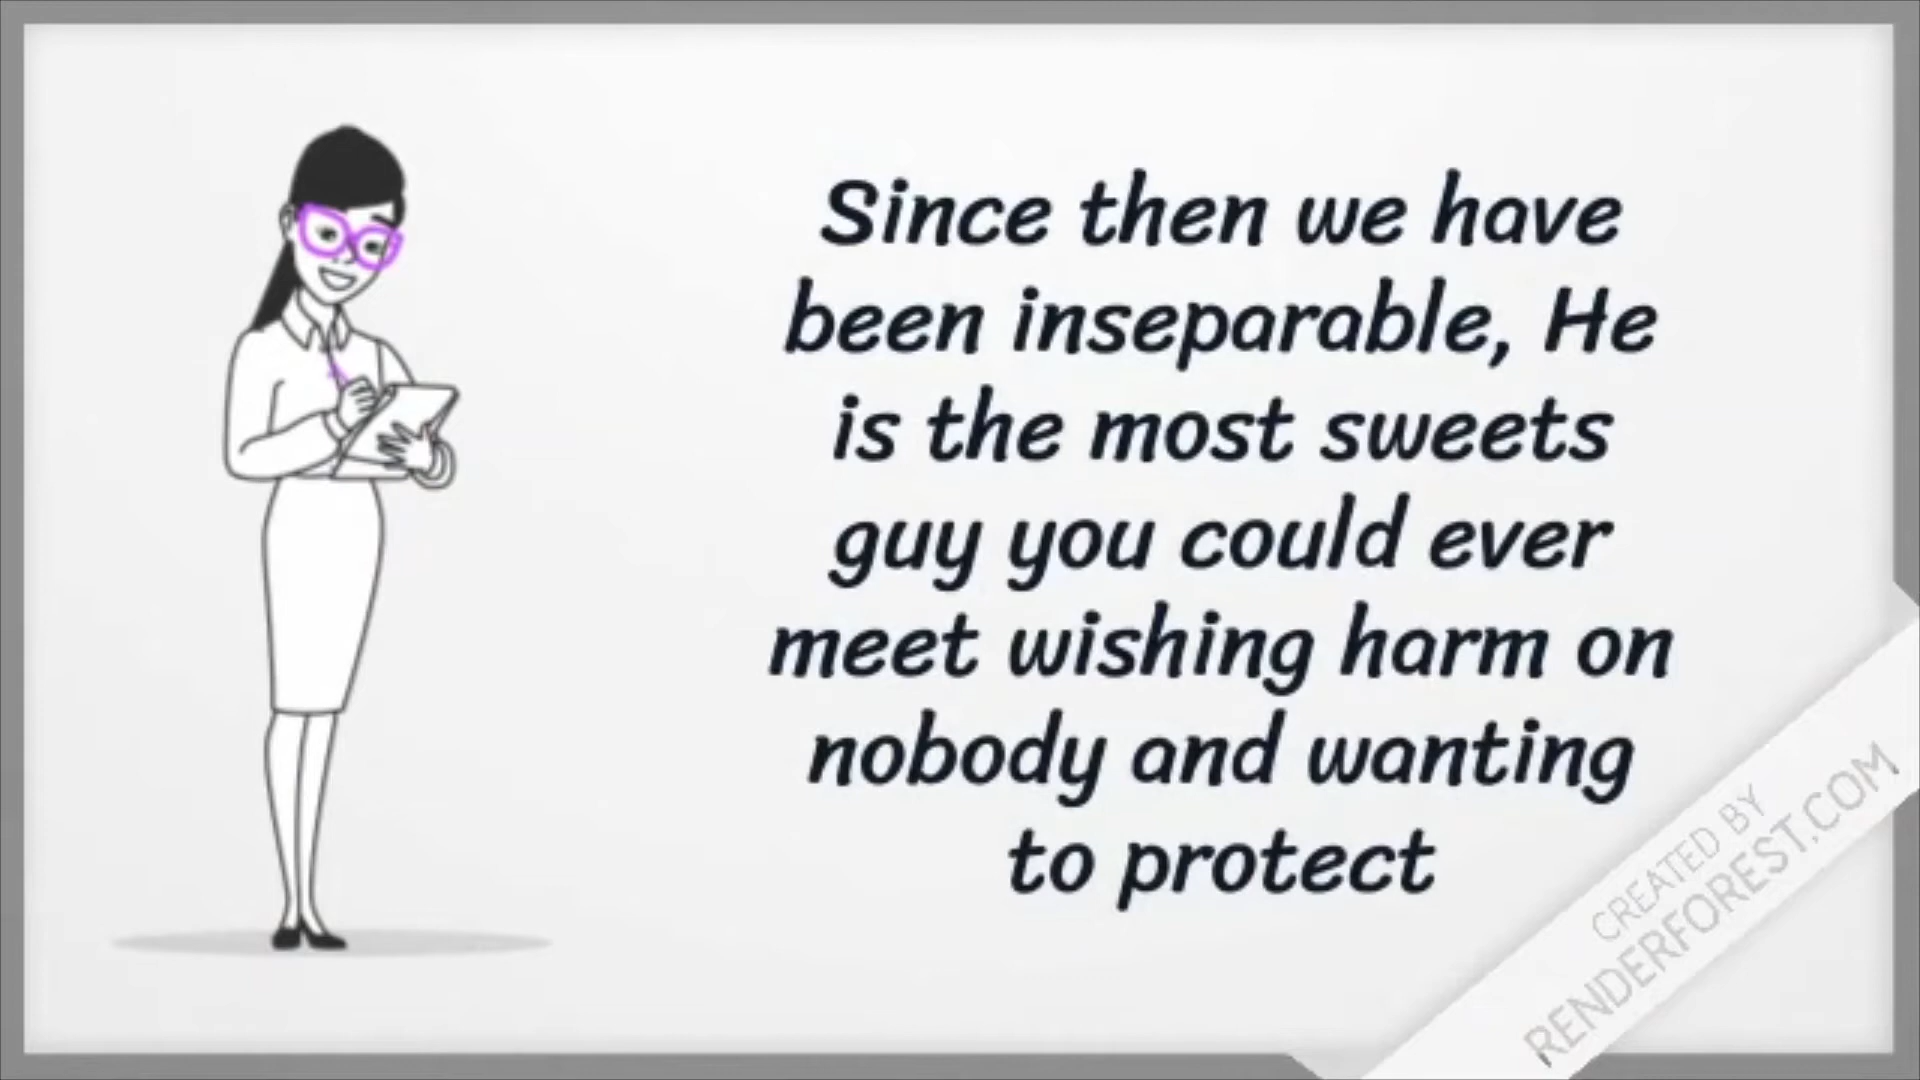 Since then we have
been inseparable, He
is the most sweets
guy you could ever
meet wishing harm on
nobody and wanting
to protect
CREATED BY
RENDERFOREST.COM